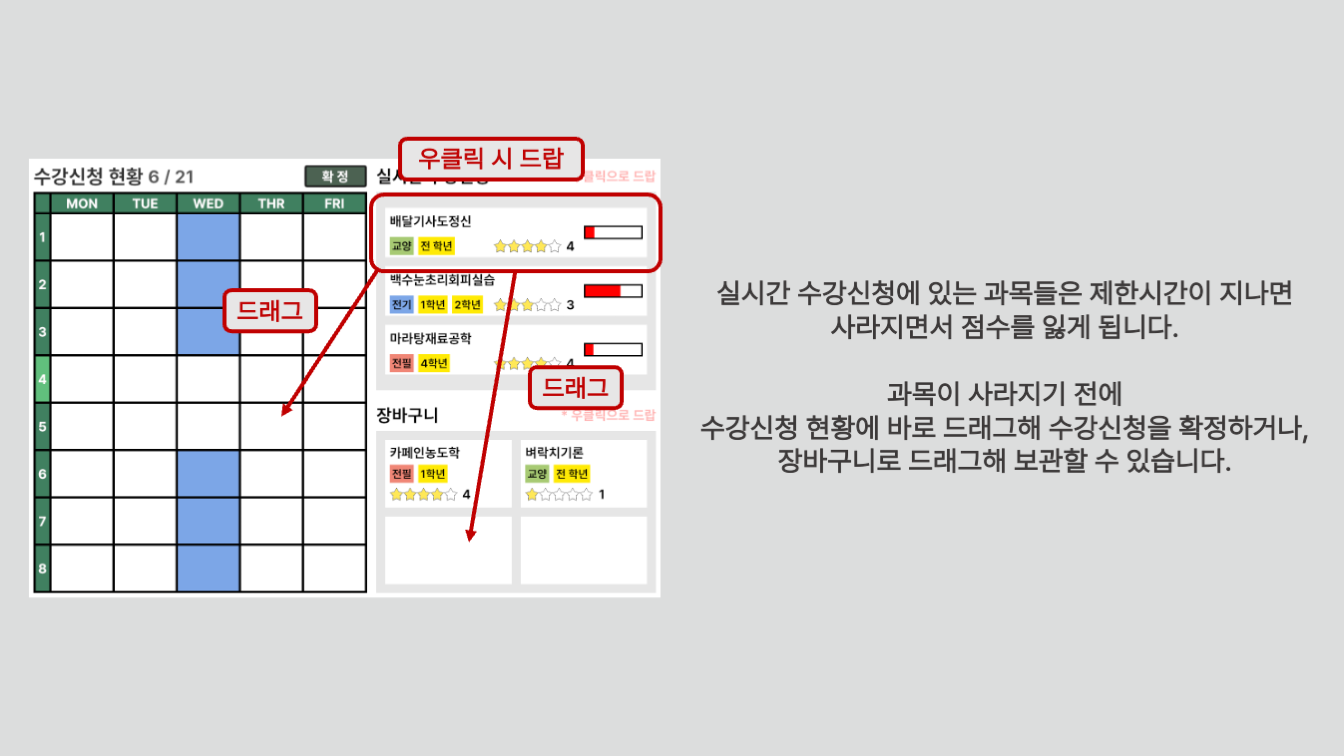 우클릭 시 드랍
수강신청 현황 6 / 21
확 정
MON TUE WED THR FRI
1
2
3
4
5
6
7
8
드래그
클릭으로 드랍
배달기사도정신
교양 전 학년 4
백수눈초리회피실습
전기 1학년 2학년 3
마라탕재료공학
전필 4학년 4
드래그
장바구니
* 우클릭으로 드랍
카페인농도학
전필 1학년
4
벼락치기론
교양 전 학년
1
실시간 수강신청에 있는 과목들은 제한시간이 지나면
사라지면서 점수를 잃게 됩니다.
과목이 사라지기 전에
수강신청 현황에 바로 드래그해 수강신청을 확정하거나,
장바구니로 드래그해 보관할 수 있습니다.